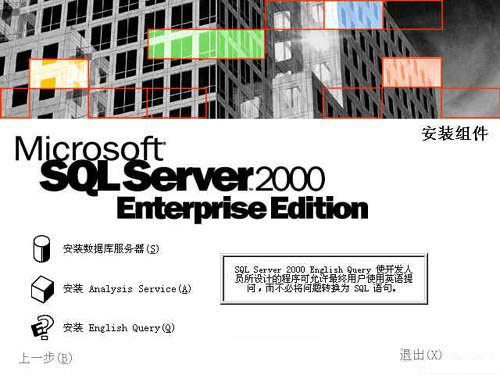 安装组件
Microsoft
SQL Server 2000
Enterprise Edition
安装数据库服务器(S)
SQL Server 2000 English Query 使开发人
员所设计的程序可允许最终用户使用英语提
问，而不必将问题转换为 SQL 语句。
安装 Analysis Service(A)
安装 English Query(Q)
上一步(B)
退出(X)